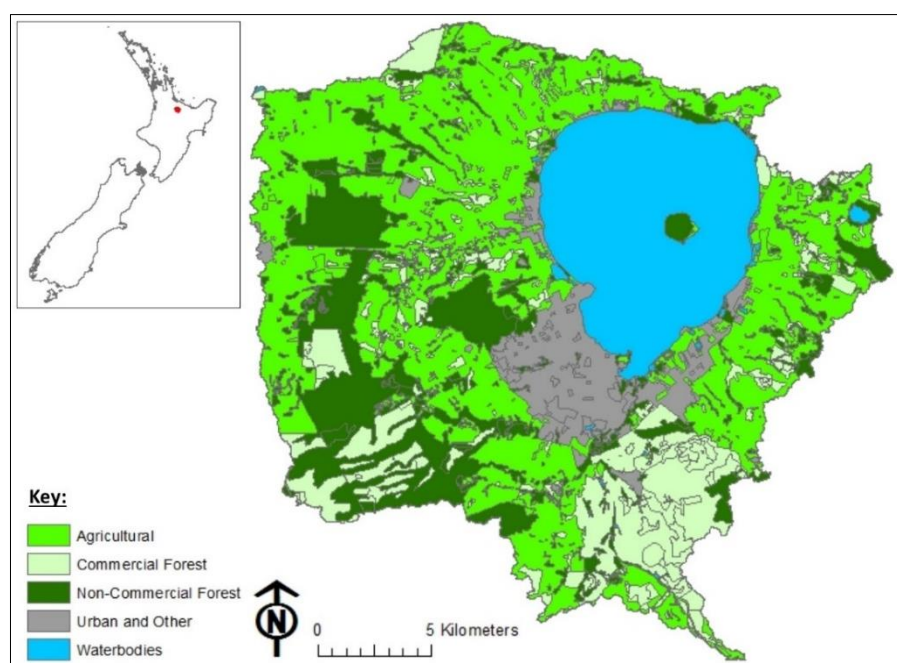 Key:
Agricultural
Commercial Forest
Non-Commercial Forest
Urban and Other
Waterbodies
N
0 5 Kilometers